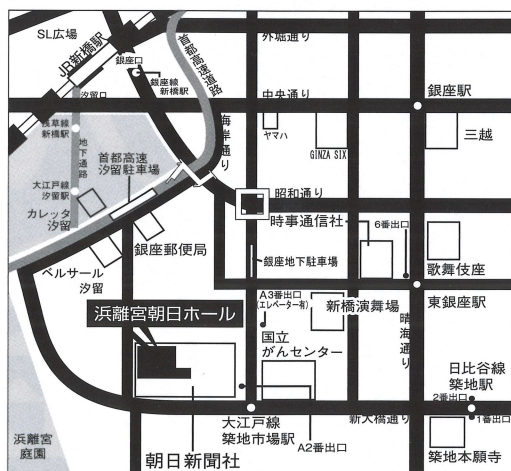 SL広場
JR新橋駅
銀座口
銀座線
新橋駅
首都高速道路
外堀通り
汐留口
中央通り
銀座駅
浅草線
新橋駅
地下通路
海岸通り
ヤマハ
GINZA SIX
三越
首都高速
汐留駐車場
大江戸線
汐留駅
カレッタ
汐留
昭和通り
時事通信社
6番出口
銀座郵便局
銀座地下駐車場
歌舞伎座
ベルサール
汐留
東銀座駅
A3番出口
(エレベーター有)
新橋演舞場
晴海通り
浜離宮朝日ホール
国立
がんセンター
日比谷線
築地駅
2番出口
大江戸線
築地市場駅
新大橋通り
1番出口
A2番出口
浜離宮
庭園
朝日新聞社
築地本願寺